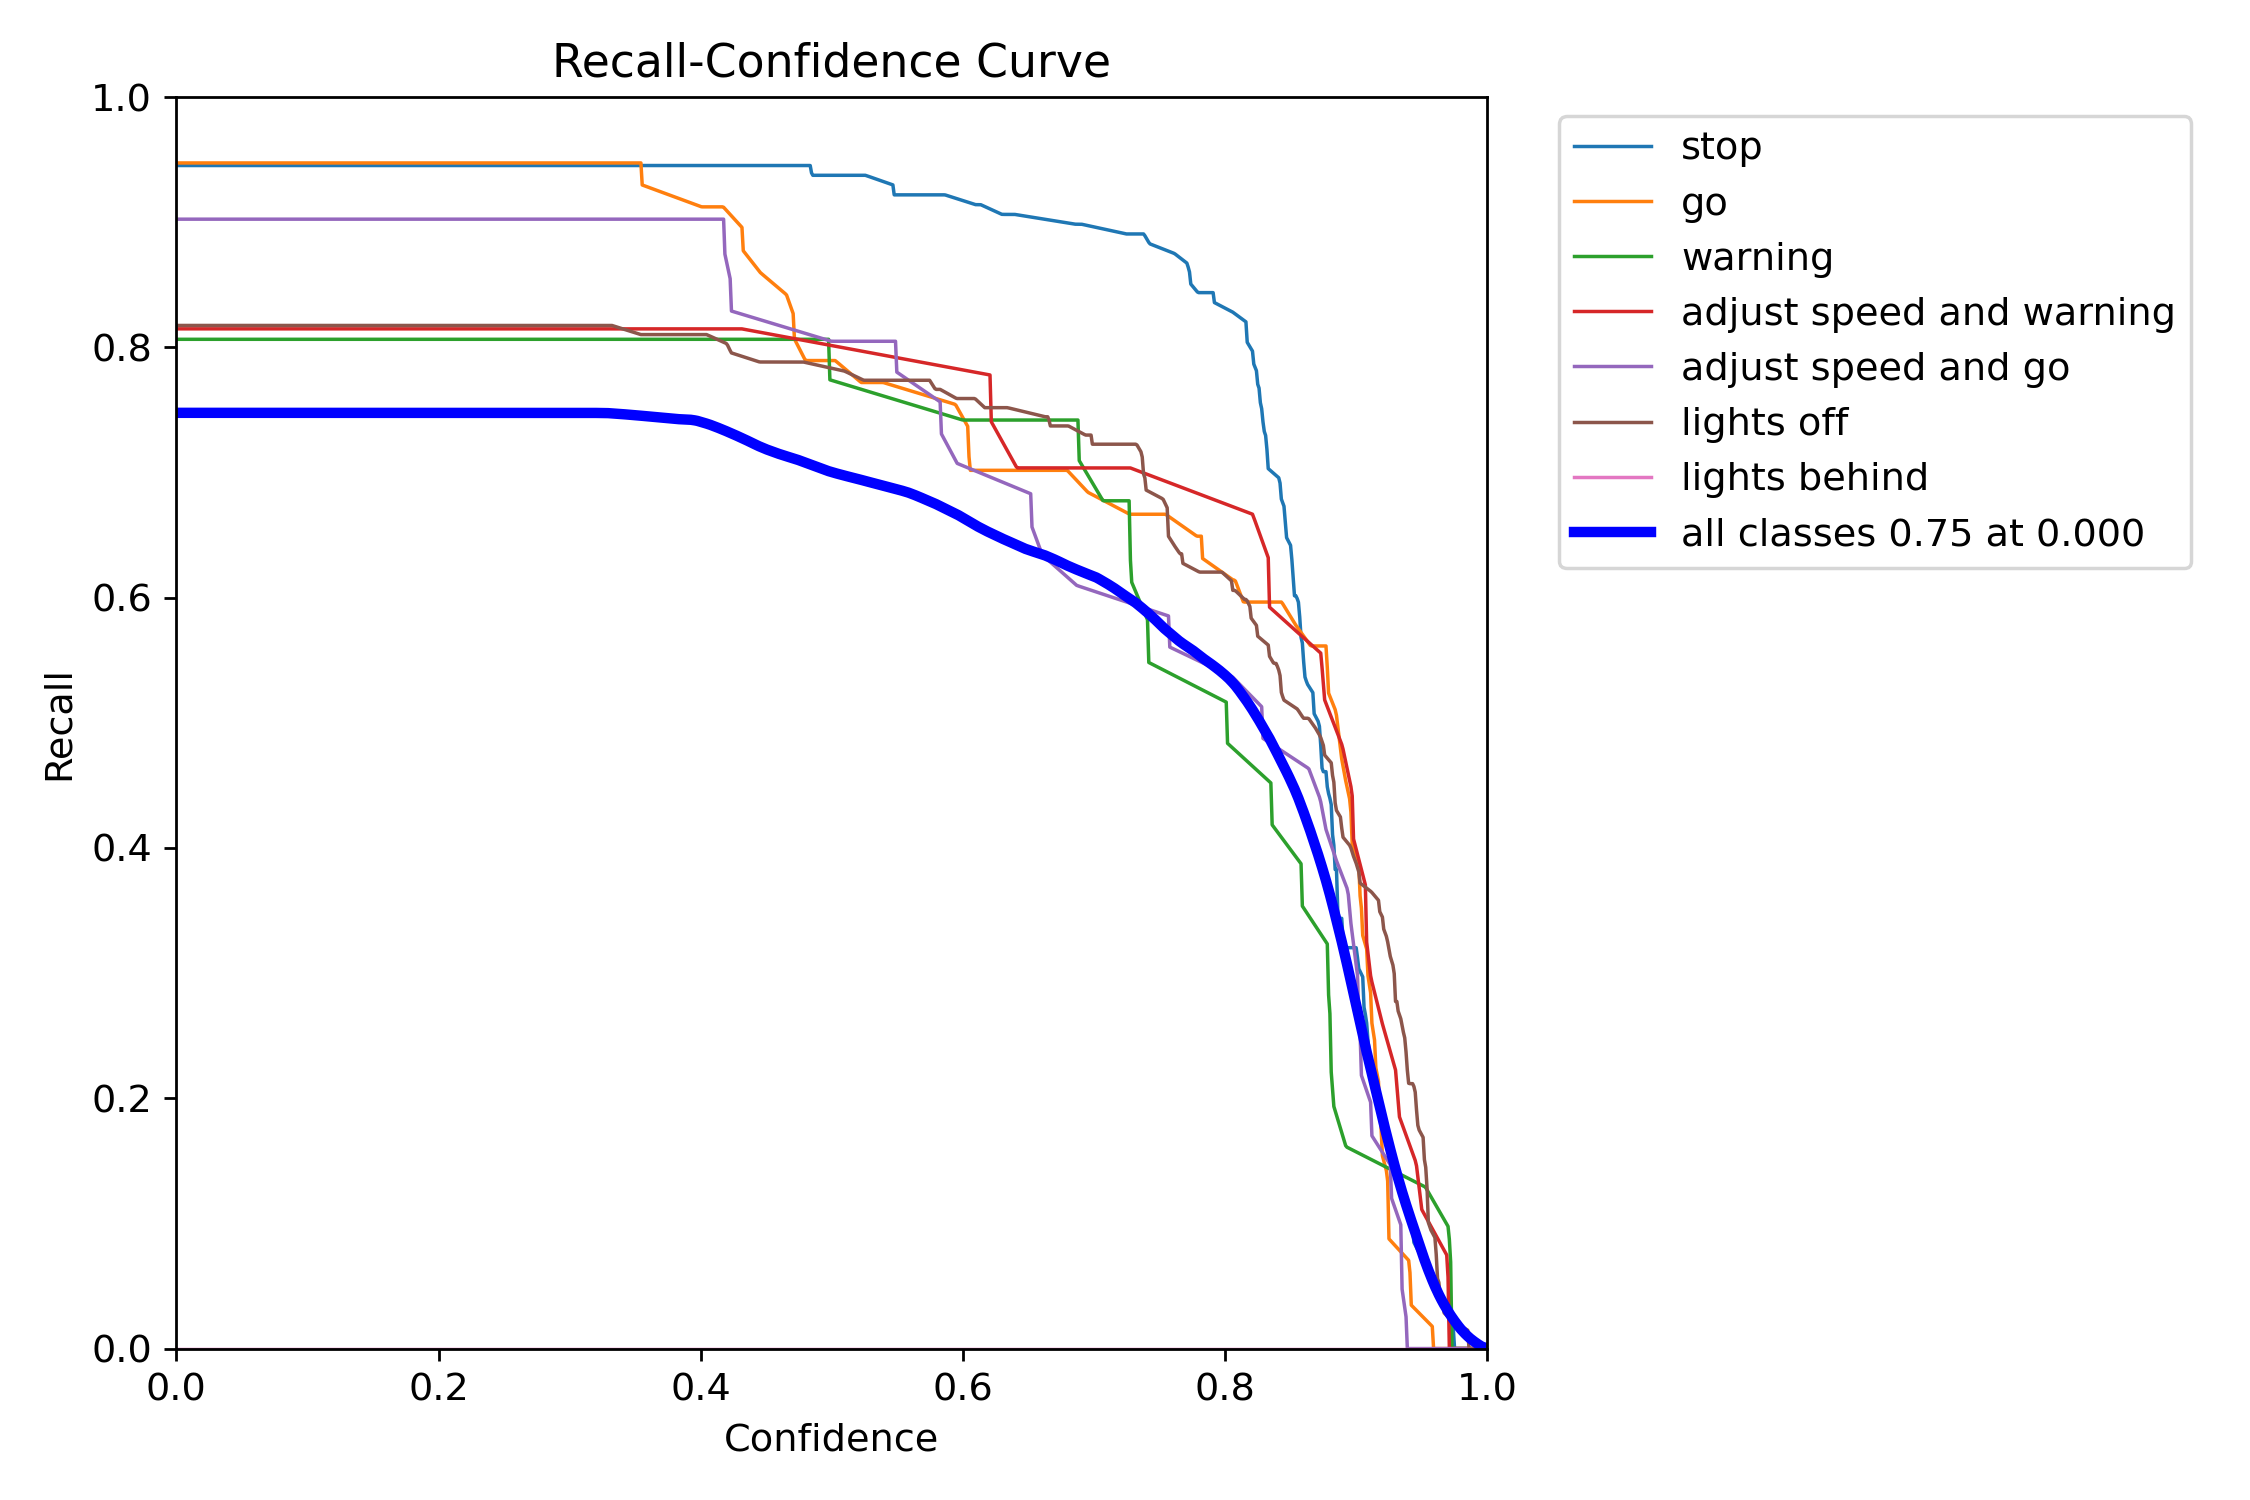 Recall-Confidence Curve
1.0
0.8
0.6
0.4
0.2
0.0
Recall
0.0 0.2 0.4 0.6 0.8 1.0
Confidence
stop
go
warning
adjust speed and warning
adjust speed and go
lights off
lights behind
all classes 0.75 at 0.000